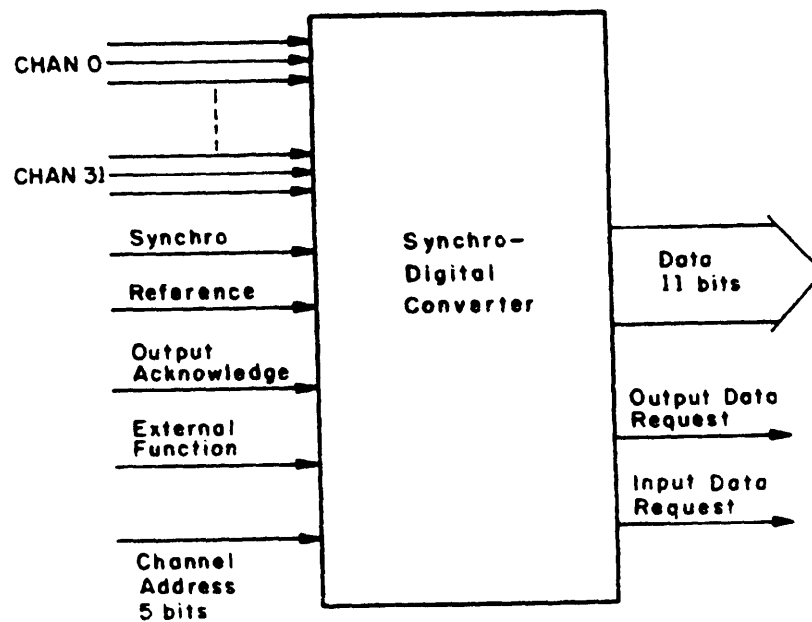 CHAN 0
CHAN 31
Synchro
Reference
Output
Acknowledge
External
Function
Channel
Address
5 bits
Synchro-
Digital
Converter
Data
11 bits
Output Data
Request
Input Data
Request